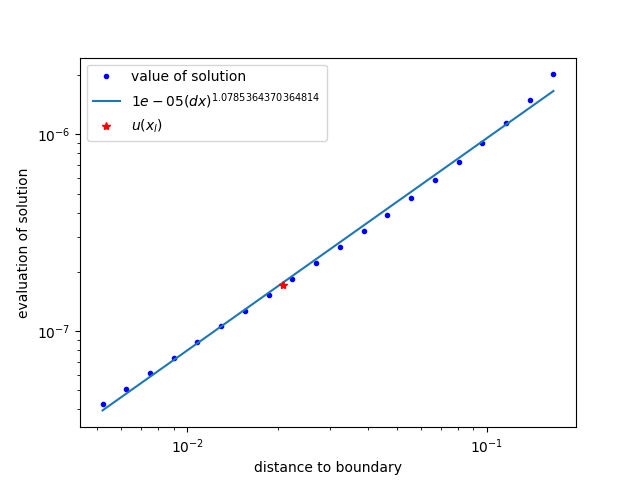 value of solution
1e − 05(dx)^1.0785364370364814
u(x_l)
10^−6
10^−7
evaluation of solution
10^−2
10^−1
distance to boundary